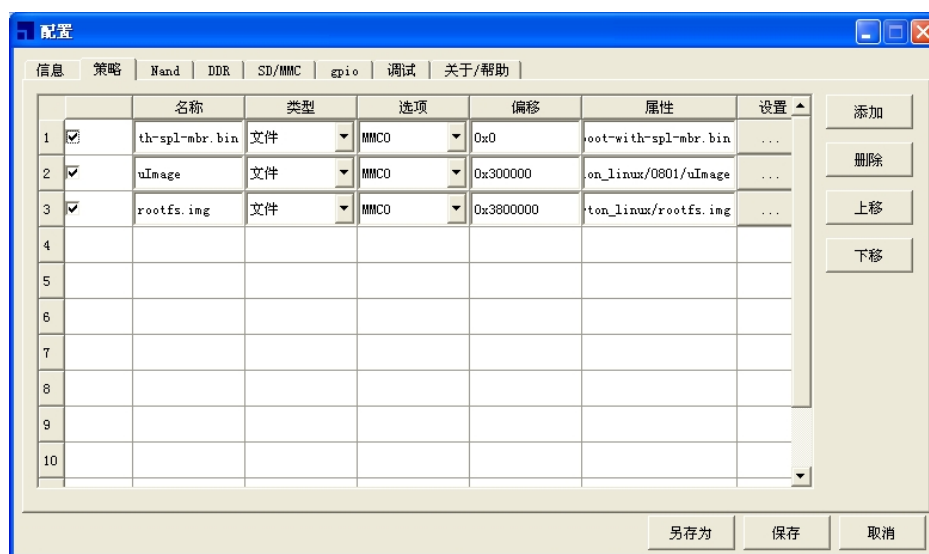 配置
信息 策略 Nand DDR SD/MMC gpio 调试 关于/帮助
名称 类型 选项 偏移 属性 设置
添加
1 th-spl-mbr.bin 文件 MMC0 0x0 oot-with-spl-mbr.bin ...
删除
2 uImage 文件 MMC0 0x300000 on_linux/0801/uImage ...
3 rootfs.img 文件 MMC0 0x3800000 ton_linux/rootfs.img ...
上移
4
下移
5
6
7
8
9
10
另存为 保存 取消